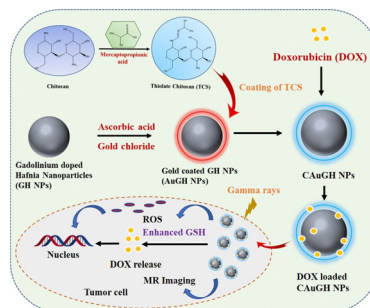 Doxorubicin (DOX)
Mercaptopropionic
acid
Chitosan
Thiolate Chitosan (TCS)
Coating of TCS
Ascorbic acid
Gold chloride
Gadolinium doped
Hafnia Nanoparticles
(GH NPs)
Gold coated GH NPs
(AuGH NPs)
CAuGH NPs
Gamma rays
ROS
Enhanced GSH
Nucleus
DOX release
MR Imaging
Tumor cell
DOX loaded
CAuGH NPs